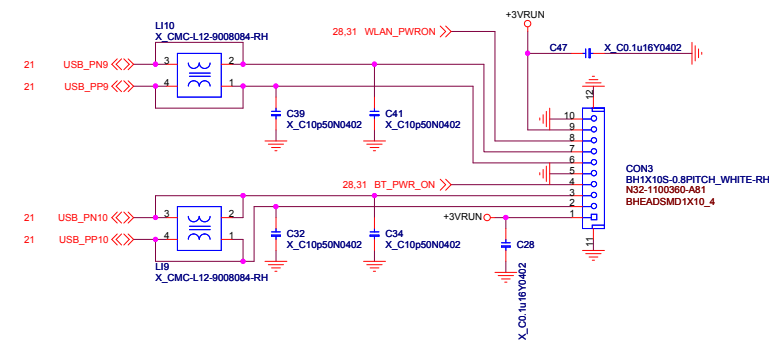 LI10
X_CMC-L12-9008084-RH
28,31 WLAN_PWRON
+3VRUN
C47 X_C0.1u16Y0402
21 USB_PN9 3 2
21 USB_PP9 4 1
12
C39
X_C10p50N0402
C41
X_C10p50N0402
10
9
8
7
6
5
4
3
2
1
CON3
BH1X10S-0.8PITCH_WHITE-RH
N32-1100360-A81
BHEADSMD1X10_4
28,31 BT_PWR_ON
21 USB_PN10 3 2
21 USB_PP10 4 1
+3VRUN
C32
X_C10p50N0402
C34
X_C10p50N0402
C28
X_C0.1u16Y0402
11
LI9
X_CMC-L12-9008084-RH